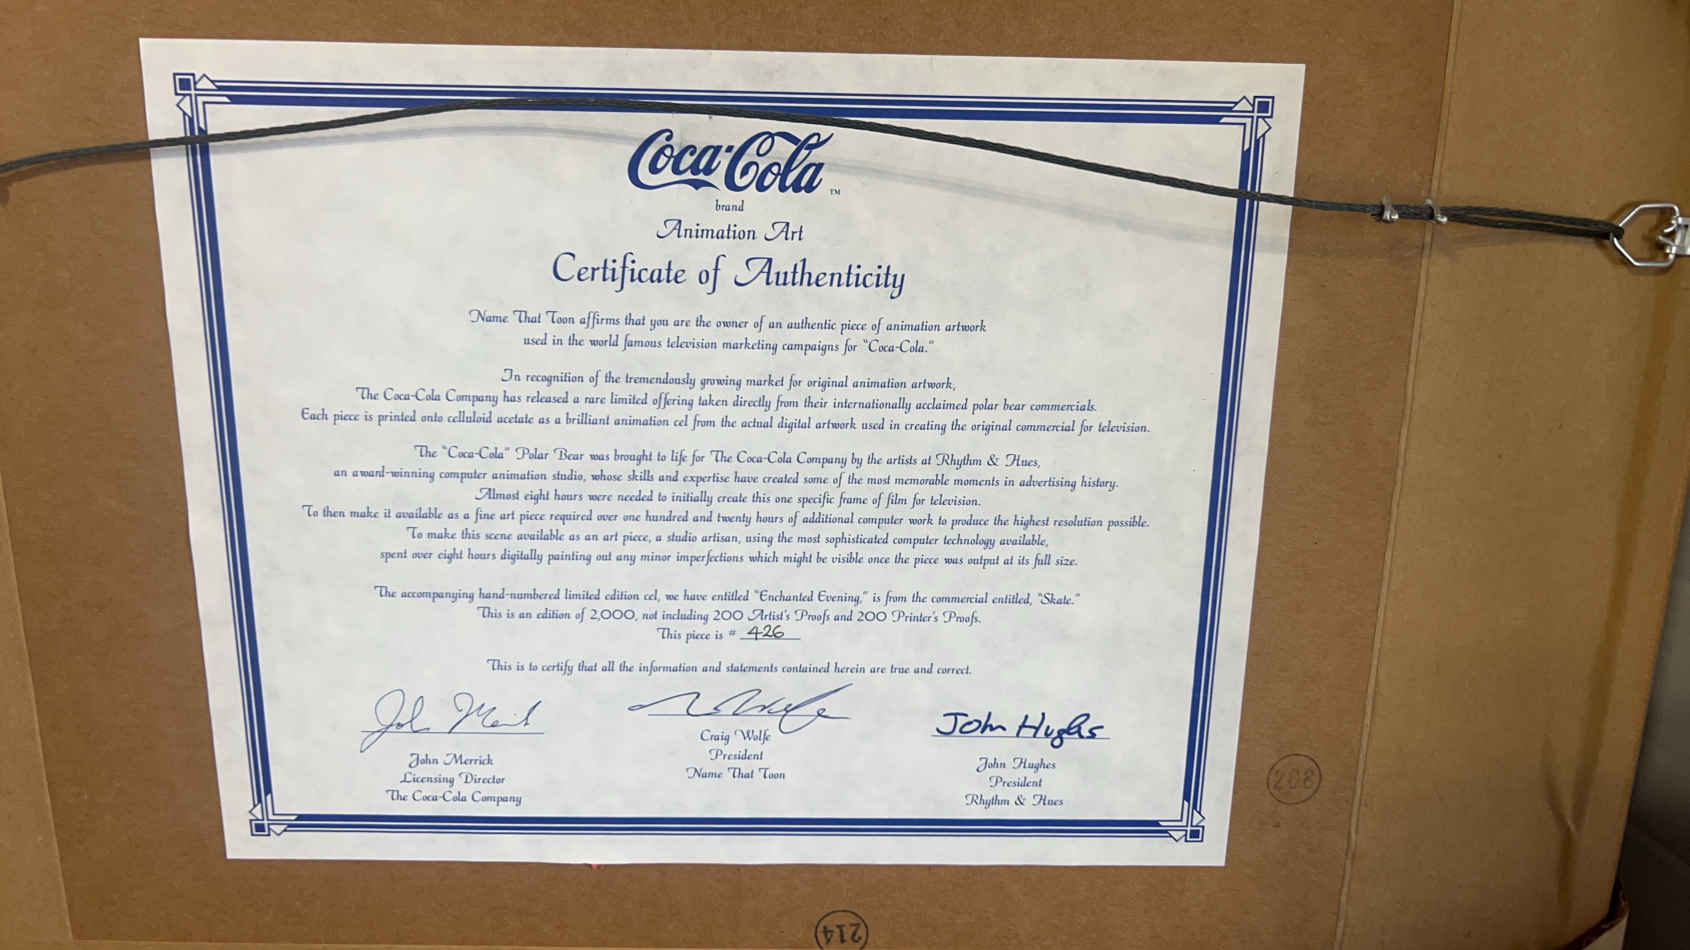 Coca-Cola TM
brand
Animation Art
Certificate of Authenticity
Name That Toon affirms that you are the owner of an authentic piece of animation artwork
used in the world famous television marketing campaigns for "Coca-Cola."
In recognition of the tremendously growing market for original animation artwork,
The Coca-Cola Company has released a rare limited offering taken directly from their internationally acclaimed polar bear commercials.
Each piece is printed onto celluloid acetate as a brilliant animation cel from the actual digital artwork used in creating the original commercial for television.
The "Coca-Cola" Polar Bear was brought to life for The Coca-Cola Company by the artists at Rhythm & Hues,
an award-winning computer animation studio, whose skills and expertise have created some of the most memorable moments in advertising history.
Almost eight hours were needed to initially create this one specific frame of film for television.
To then make it available as a fine art piece required over one hundred and twenty hours of additional computer work to produce the highest resolution possible.
To make this scene available as an art piece, a studio artisan, using the most sophisticated computer technology available,
spent over eight hours digitally painting out any minor imperfections which might be visible once the piece was output at its full size.
The accompanying hand-numbered limited edition cel, we have entitled "Enchanted Evening," is from the commercial entitled, "Skate."
This is an edition of 2,000, not including 200 Artist's Proofs and 200 Printer's Proofs.
This piece is # 426
This is to certify that all the information and statements contained herein are true and correct.
John Hughes
John Merrick
Licensing Director
The Coca-Cola Company
Craig Wolfe
President
Name That Toon
John Hughes
President
Rhythm & Hues
208
214